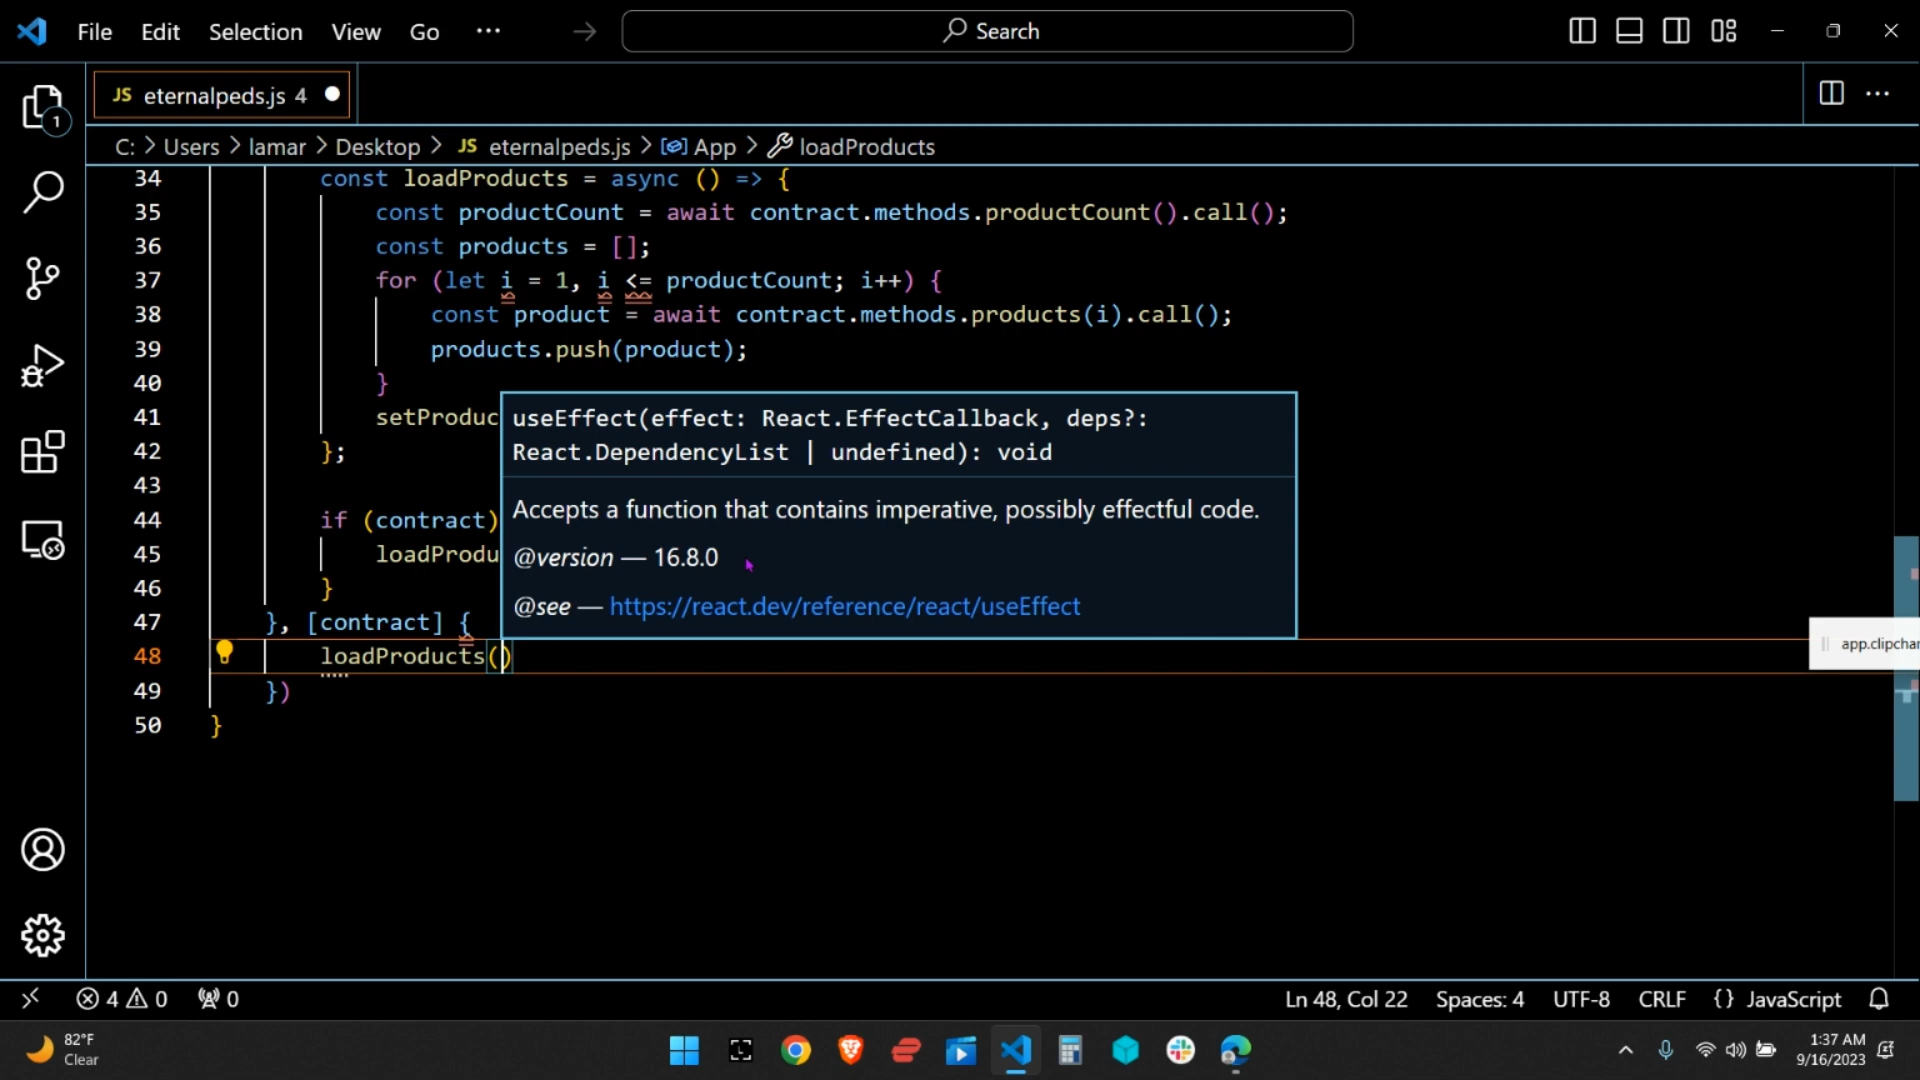 File Edit Selection View Go ··· Search
JS eternalpeds.js 4
C: > Users > lamar > Desktop > JS eternalpeds.js > App > loadProducts
34 const loadProducts = async () => {
35 const productCount = await contract.methods.productCount().call();
36 const products = [];
37 for (let i = 1, i <= productCount; i++) {
38 const product = await contract.methods.products(i).call();
39 products.push(product);
40 }
41 setProduc
42 };
43
44 if (contract)
45 loadProdu
46 }
47 }, [contract] {
48 loadProducts()
49 })
50 }
useEffect(effect: React.EffectCallback, deps?:
React.DependencyList | undefined): void
Accepts a function that contains imperative, possibly effectful code.
@version — 16.8.0
@see — https://react.dev/reference/react/useEffect
app.clipchar
1
4 0 0 Ln 48, Col 22 Spaces: 4 UTF-8 CRLF {} JavaScript
82°F
Clear
1:37 AM
9/16/2023